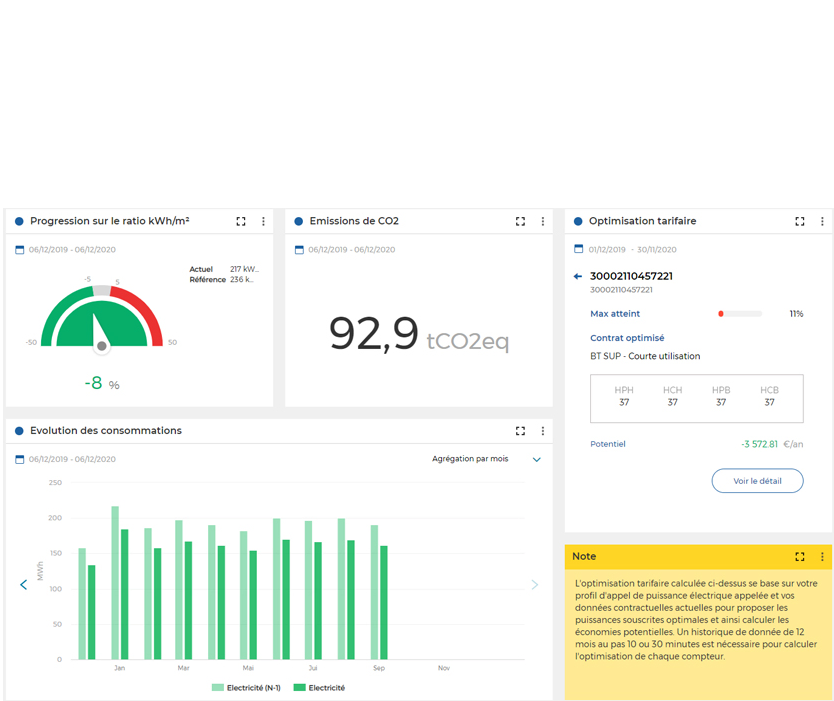 Progression sur le ratio kWh/m²
06/12/2019 - 06/12/2020
Actuel 217 kW...
Référence 236 k...
-5 5
-50 50
-8 %
Emissions de CO2
06/12/2019 - 06/12/2020
92,9 tCO2eq
Optimisation tarifaire
01/12/2019 - 30/11/2020
30002110457221
30002110457221
Max atteint 11%
Contrat optimisé
BT SUP - Courte utilisation
HPH HCH HPB HCB
37 37 37 37
Potentiel -3 572.81 €/an
Voir le détail
Evolution des consommations
06/12/2019 - 06/12/2020
Agrégation par mois
250
200
150
100
50
0
MWh
Jan Mar Mai Jui Sep Nov
Electricité (N-1) Electricité
Note
L'optimisation tarifaire calculée ci-dessus se base sur votre
profil d'appel de puissance électrique appelée et vos
données contractuelles actuelles pour proposer les
puissances souscrites optimales et ainsi calculer les
économies potentielles. Un historique de donnée de 12
mois au pas 10 ou 30 minutes est nécessaire pour calculer
l'optimisation de chaque compteur.